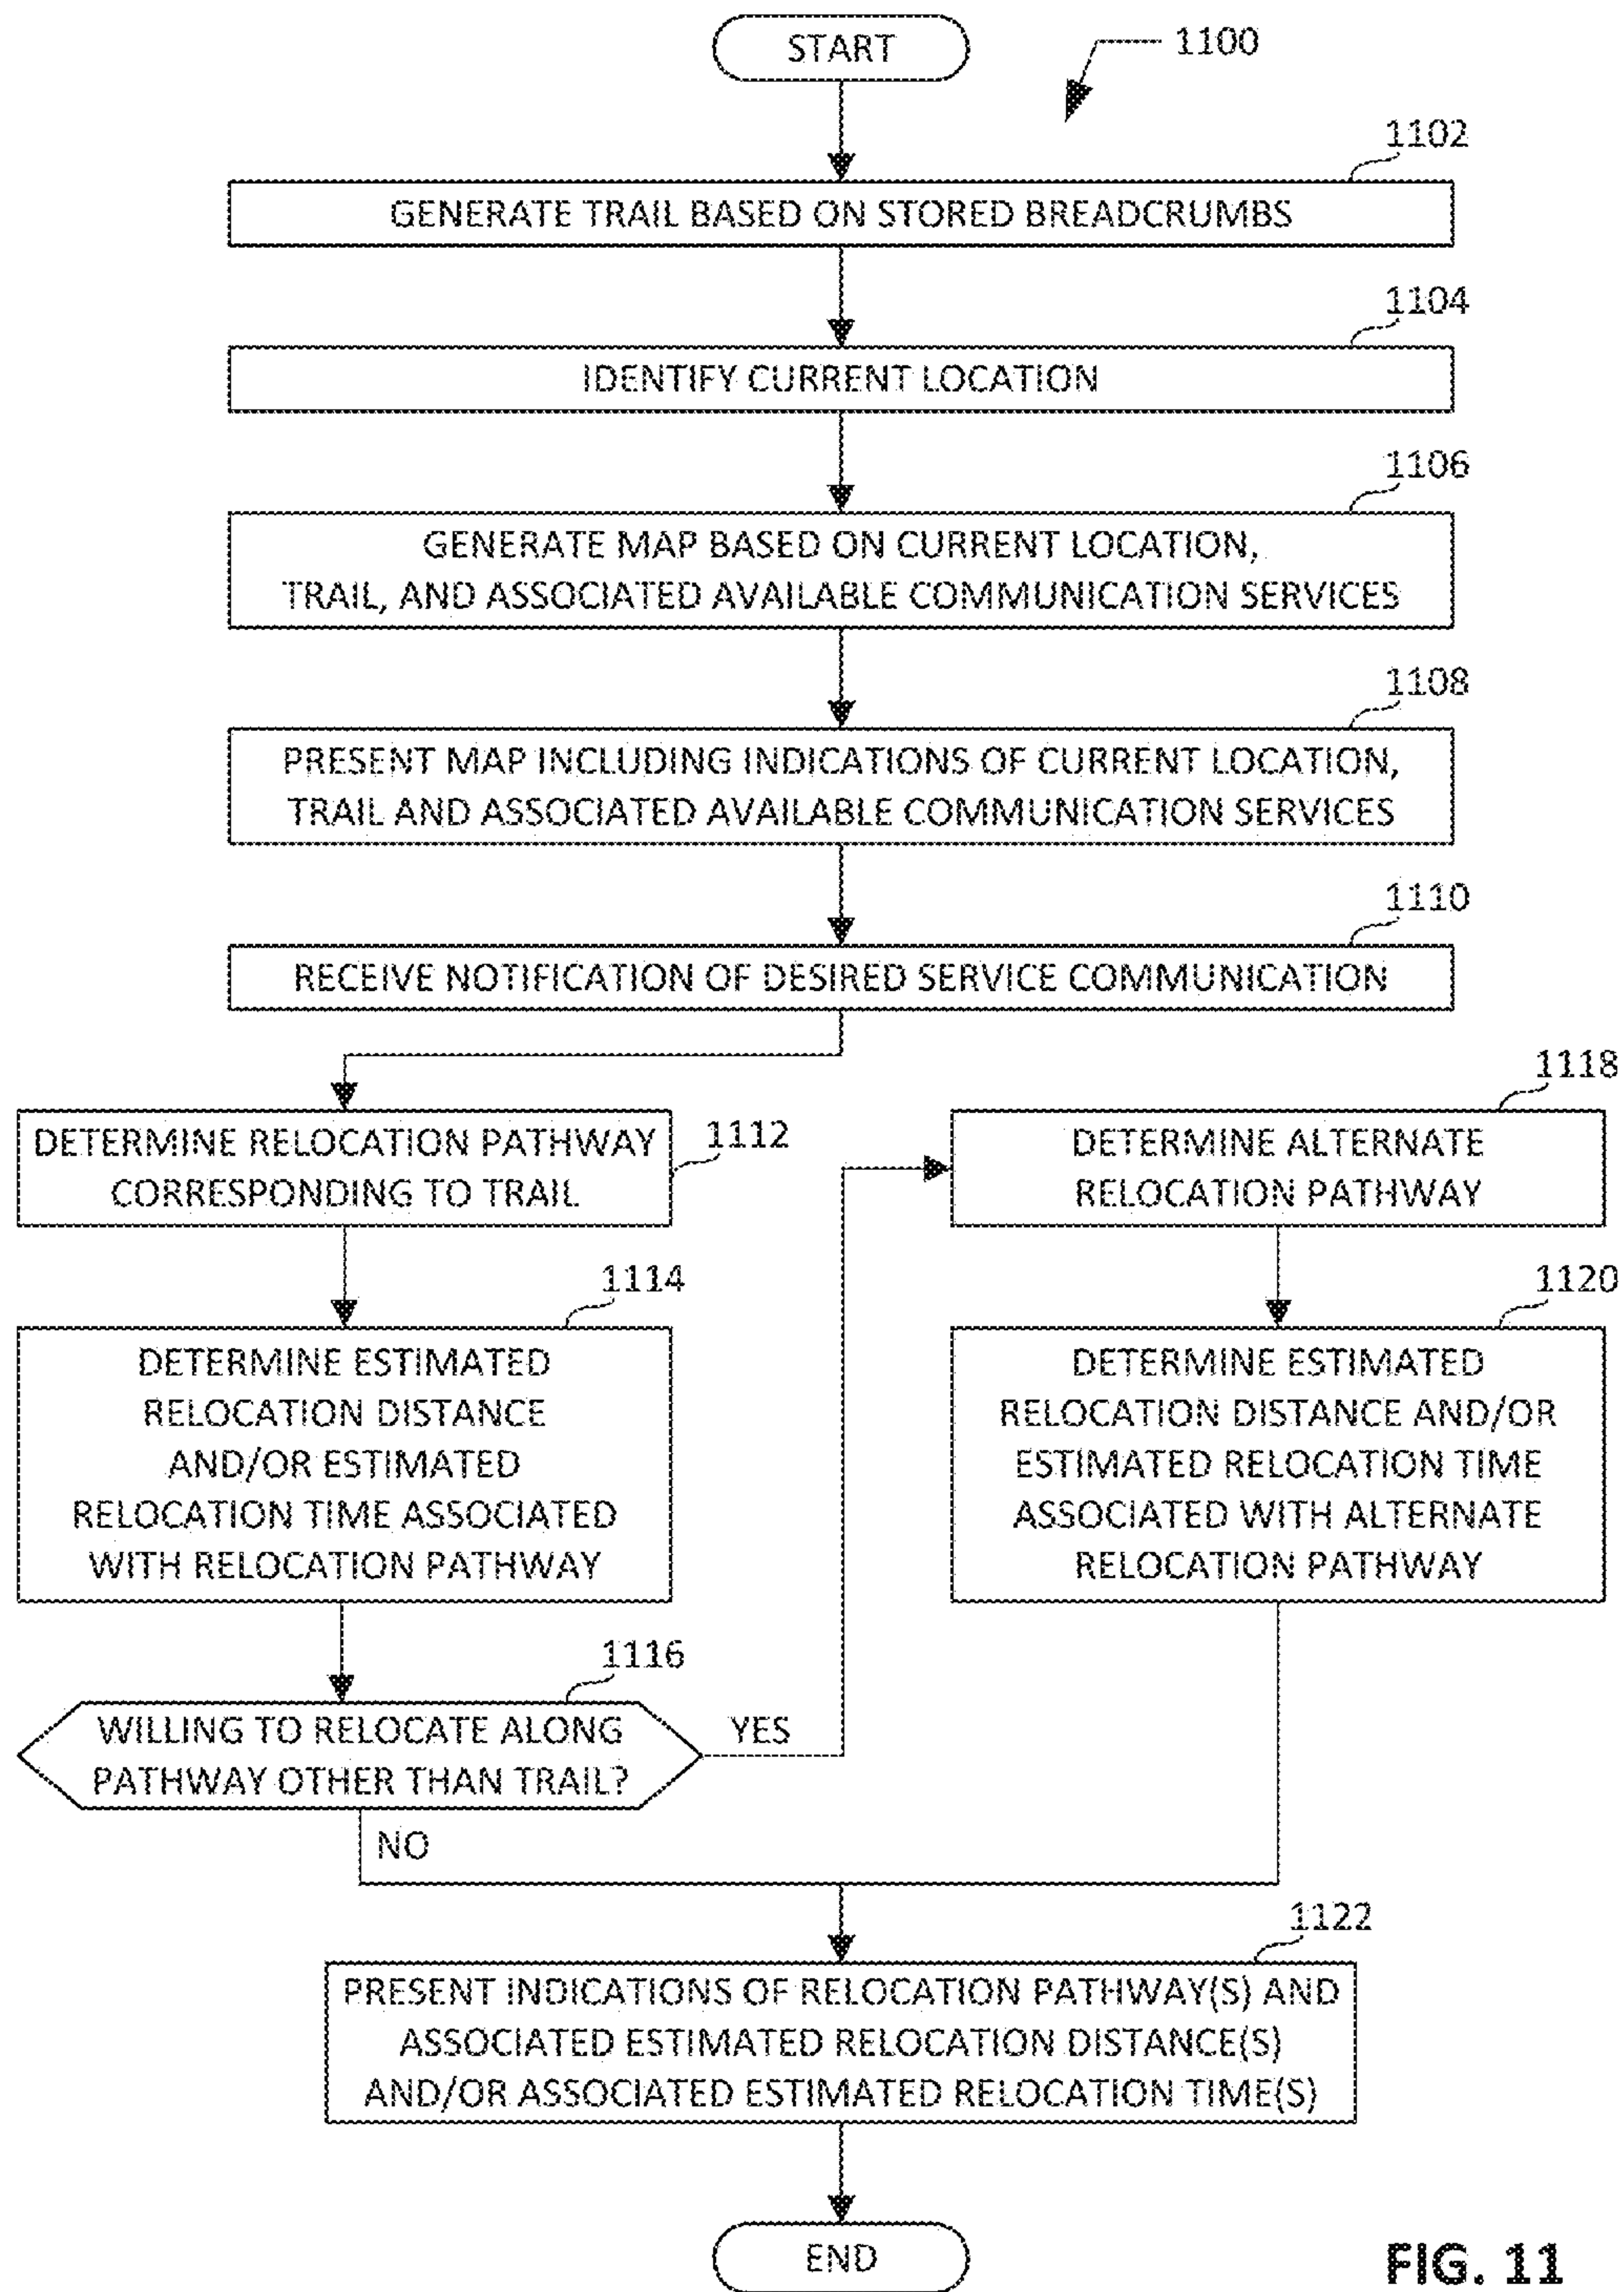 START
1100
1102
GENERATE TRAIL BASED ON STORED BREADCRUMBS
1104
IDENTIFY CURRENT LOCATION
1106
GENERATE MAP BASED ON CURRENT LOCATION,
TRAIL, AND ASSOCIATED AVAILABLE COMMUNICATION SERVICES
1108
PRESENT MAP INCLUDING INDICATIONS OF CURRENT LOCATION,
TRAIL AND ASSOCIATED AVAILABLE COMMUNICATION SERVICES
1110
RECEIVE NOTIFICATION OF DESIRED SERVICE COMMUNICATION
DETERMINE RELOCATION PATHWAY
CORRESPONDING TO TRAIL
1112
1114
DETERMINE ESTIMATED
RELOCATION DISTANCE
AND/OR ESTIMATED
RELOCATION TIME ASSOCIATED
WITH RELOCATION PATHWAY
1116
WILLING TO RELOCATE ALONG
PATHWAY OTHER THAN TRAIL?
YES
NO
1118
DETERMINE ALTERNATE
RELOCATION PATHWAY
1120
DETERMINE ESTIMATED
RELOCATION DISTANCE AND/OR
ESTIMATED RELOCATION TIME
ASSOCIATED WITH ALTERNATE
RELOCATION PATHWAY
1122
PRESENT INDICATIONS OF RELOCATION PATHWAY(S) AND
ASSOCIATED ESTIMATED RELOCATION DISTANCE(S)
AND/OR ASSOCIATED ESTIMATED RELOCATION TIME(S)
END
FIG. 11